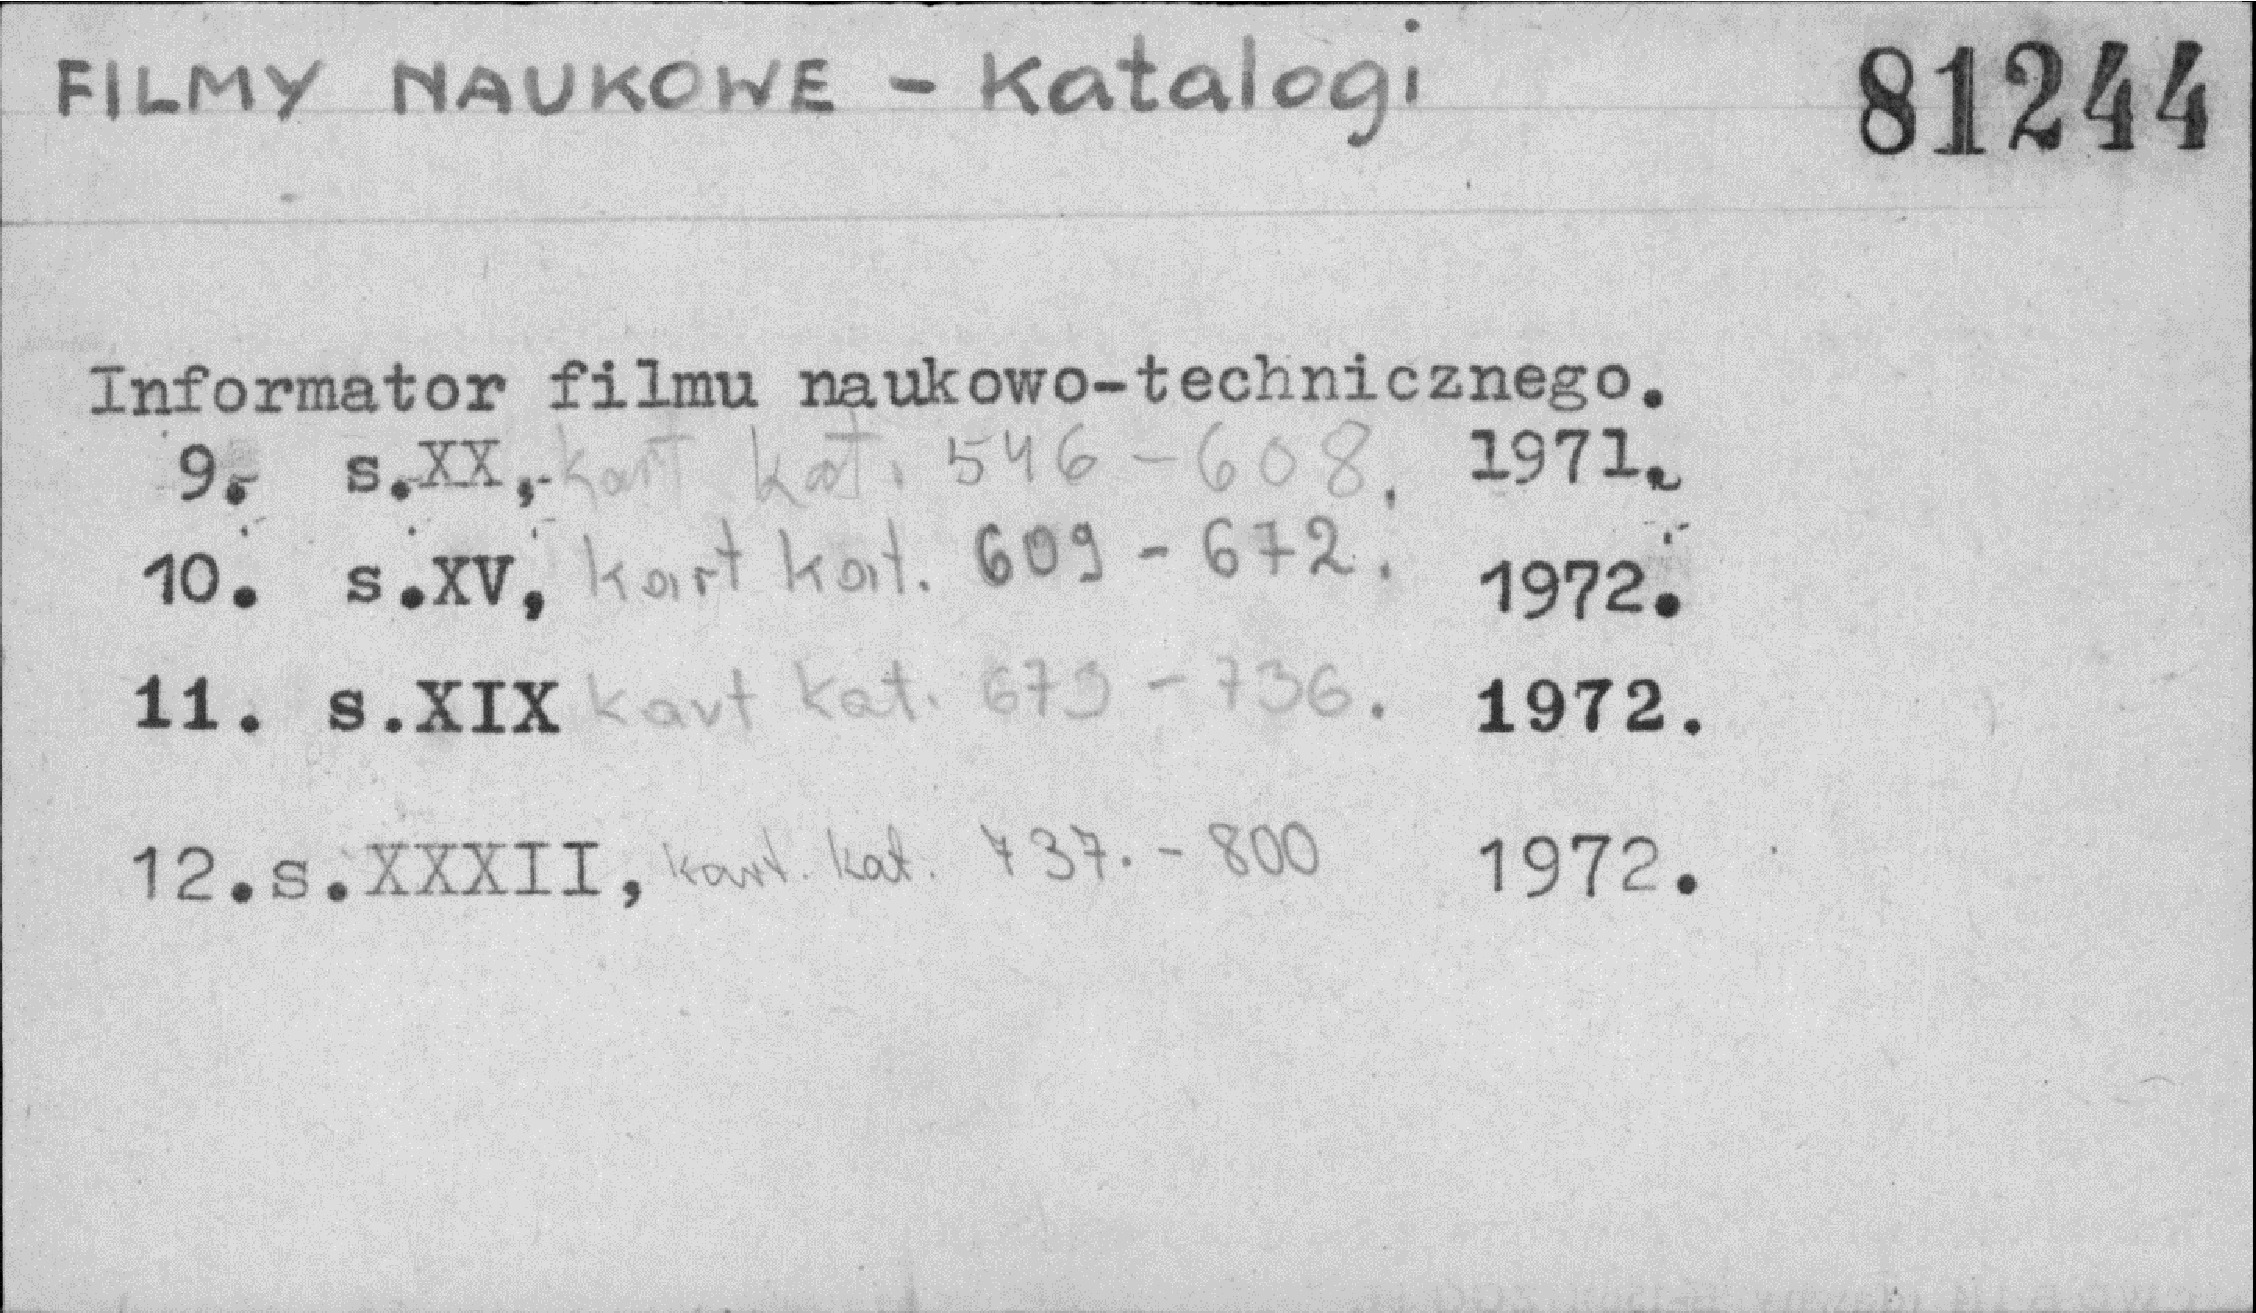 FILMY NAUKOWE - Katalogi 81244
Informator filmu naukowo-technicznego.
9. s.XX, kart kat. 546-608. 1971.
10. s.XV, kart kat. 609-672. 1972.
11. s.XIX kart kat. 673-736. 1972.
12.s.XXXII, kart. kat. 737.-800 1972.